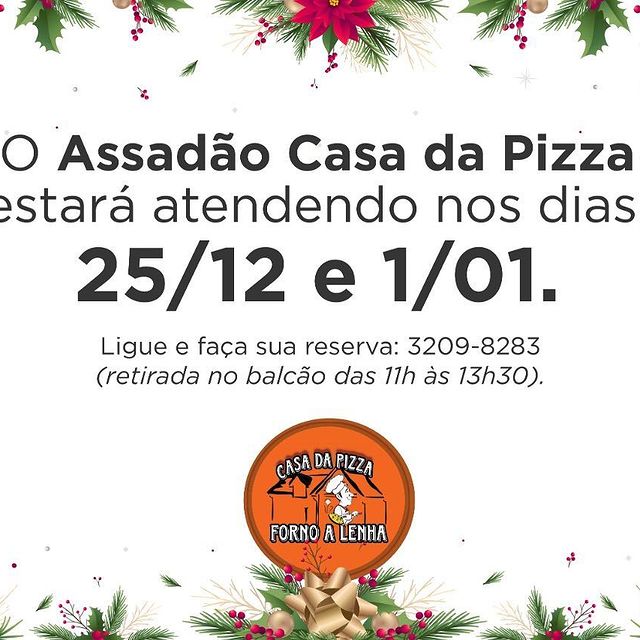 O Assadão Casa da Pizza
estará atendendo nos dias
25/12 e 1/01.
Ligue e faça sua reserva: 3209-8283
(retirada no balcão das 11h às 13h30).
CASA DA PIZZA
FORNO A LENHA